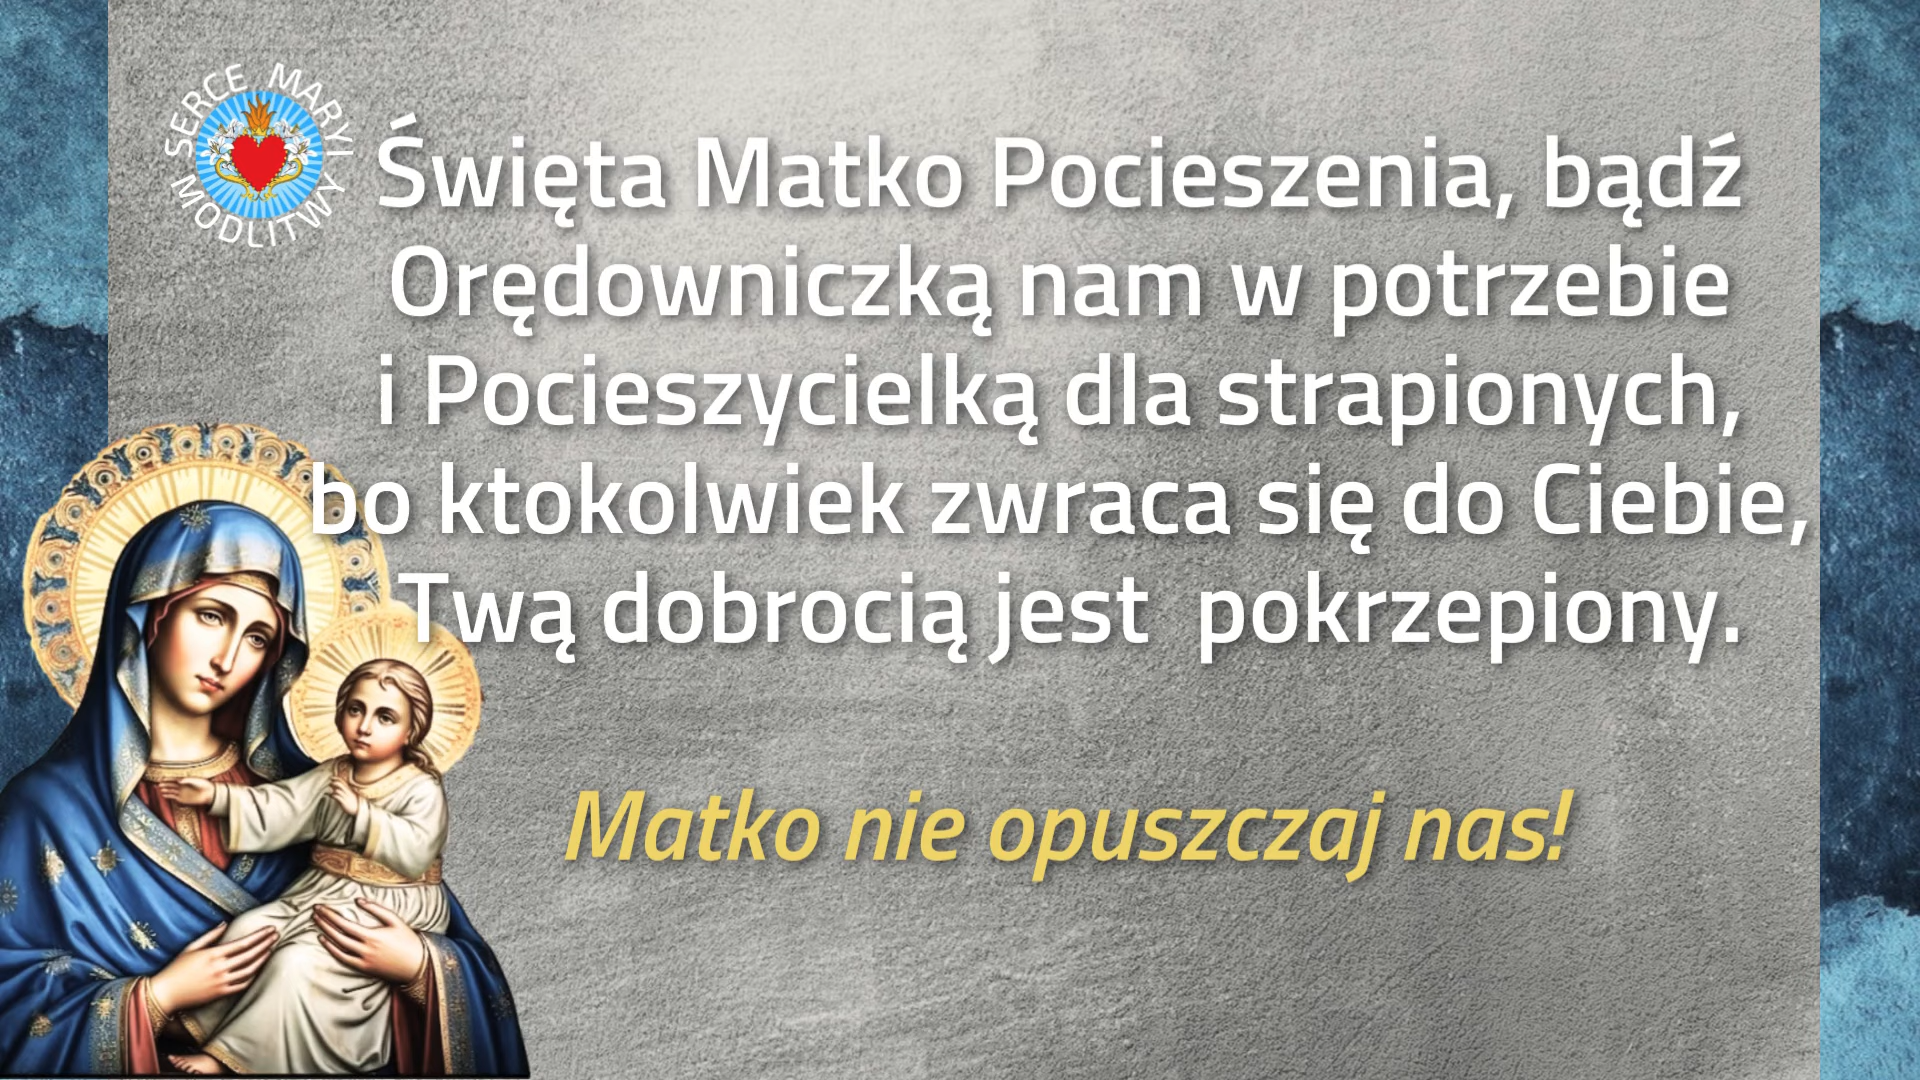 SERCE MARYI
MODLITWY
Święta Matko Pocieszenia, bądź
Orędowniczką nam w potrzebie
i Pocieszycielką dla strapionych,
bo ktokolwiek zwraca się do Ciebie,
Twą dobrocią jest  pokrzepiony.
Matko nie opuszczaj nas!